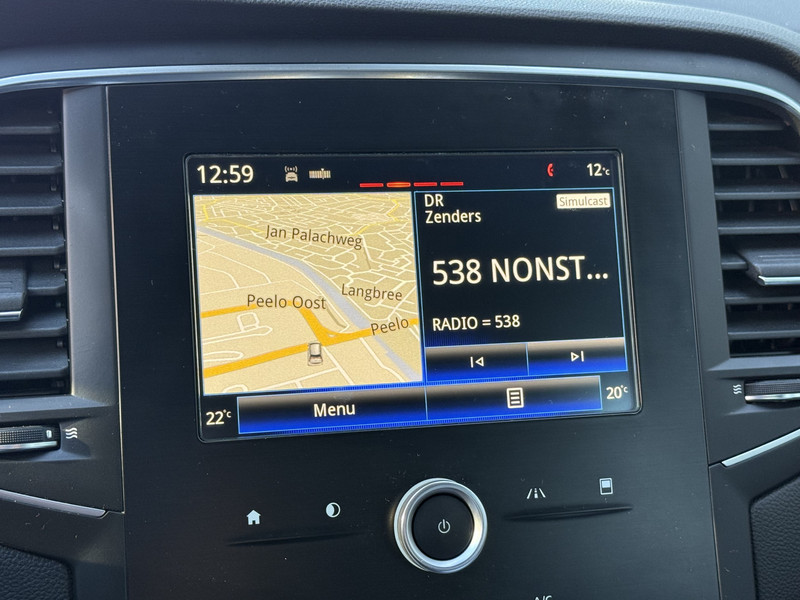 12:59
12°C
Jan Palachweg
Langbree
Peelo Oost
Peelo
DR
Zenders
Simulcast
538 NONST...
RADIO = 538
22°C
Menu
20°C
A/C